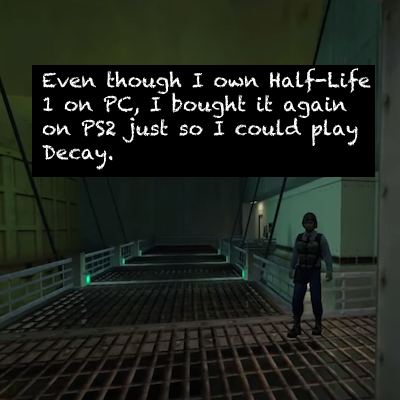 Even though I own Half-Life
1 on PC, I bought it again
on PS2 just so I could play
Decay.